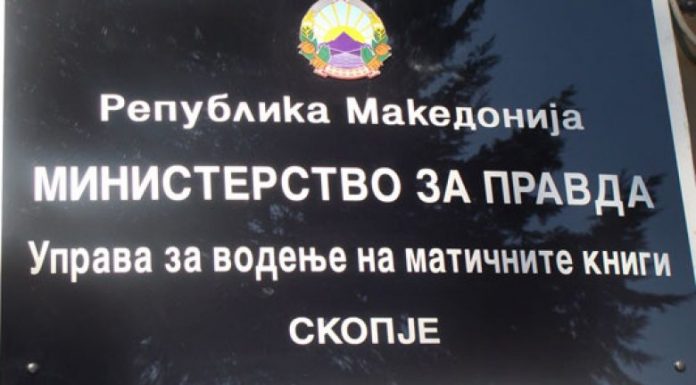 Република Македонија
МИНИСТЕРСТВО ЗА ПРАВДА
Управа за водење на матичните книги
СКОПЈЕ